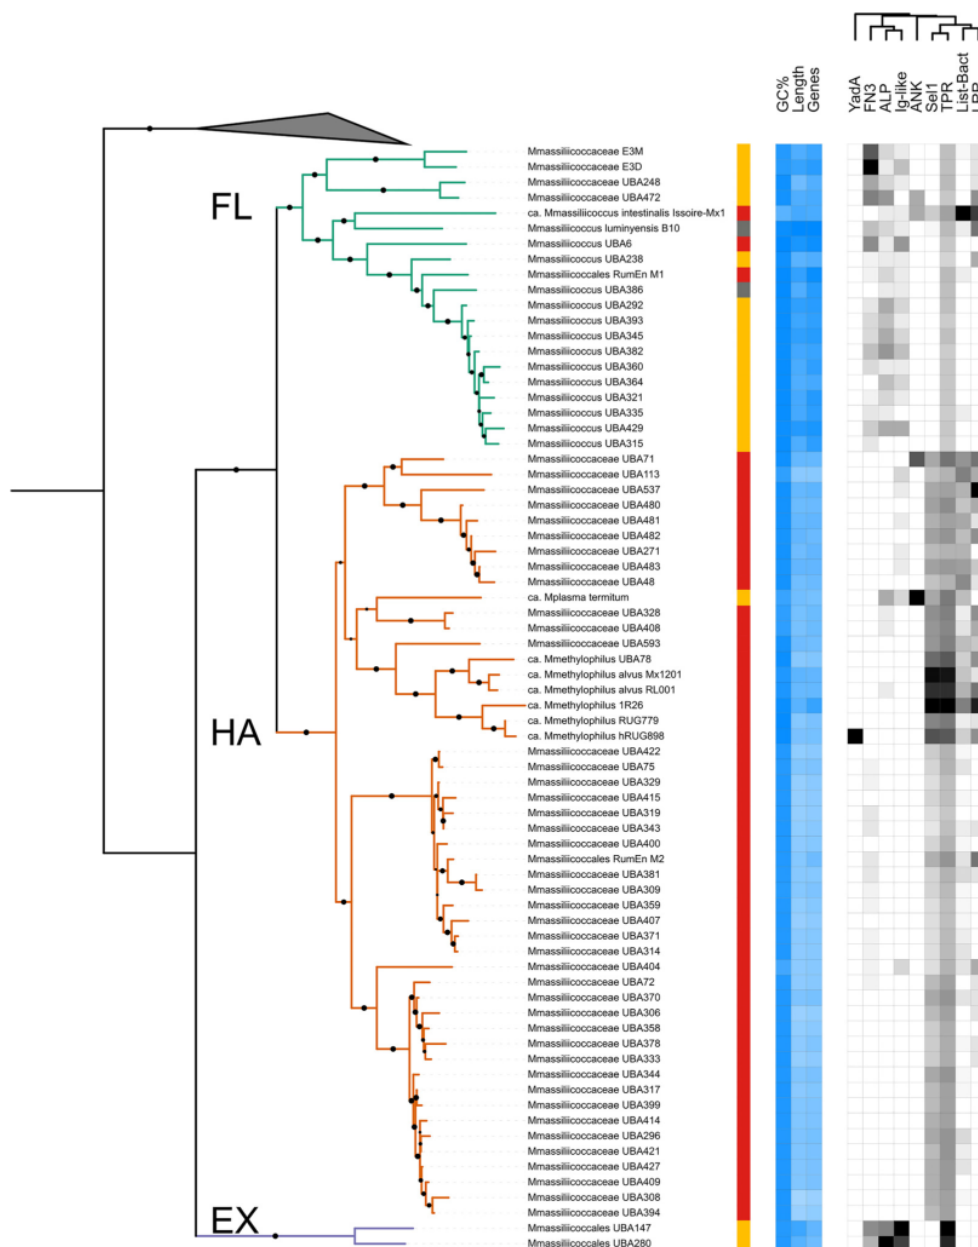 GC%
Length
Genes
YadA
FN3
ALP
Ig-like
ANK
Sel1
TPR
List-Bact
FL
HA
EX
Mmassiliicoccaceae E3M
Mmassiliicoccaceae E3D
Mmassiliicoccaceae UBA248
Mmassiliicoccaceae UBA472
ca. Mmassiliicoccus intestinalis Issoire-Mx1
Mmassiliicoccus luminyensis B10
Mmassiliicoccus UBA6
Mmassiliicoccus UBA238
Mmassiliicoccales RumEn M1
Mmassiliicoccus UBA386
Mmassiliicoccus UBA292
Mmassiliicoccus UBA393
Mmassiliicoccus UBA345
Mmassiliicoccus UBA382
Mmassiliicoccus UBA360
Mmassiliicoccus UBA364
Mmassiliicoccus UBA321
Mmassiliicoccus UBA335
Mmassiliicoccus UBA429
Mmassiliicoccus UBA315
Mmassiliicoccaceae UBA71
Mmassiliicoccaceae UBA113
Mmassiliicoccaceae UBA537
Mmassiliicoccaceae UBA480
Mmassiliicoccaceae UBA481
Mmassiliicoccaceae UBA482
Mmassiliicoccaceae UBA271
Mmassiliicoccaceae UBA483
Mmassiliicoccaceae UBA48
ca. Mplasma termitum
Mmassiliicoccaceae UBA328
Mmassiliicoccaceae UBA408
Mmassiliicoccaceae UBA593
ca. Mmethylophilus UBA78
ca. Mmethylophilus alvus Mx1201
ca. Mmethylophilus alvus RL001
ca. Mmethylophilus 1R26
ca. Mmethylophilus RUG779
ca. Mmethylophilus hRUG898
Mmassiliicoccaceae UBA422
Mmassiliicoccaceae UBA75
Mmassiliicoccaceae UBA329
Mmassiliicoccaceae UBA415
Mmassiliicoccaceae UBA319
Mmassiliicoccaceae UBA343
Mmassiliicoccaceae UBA400
Mmassiliicoccales RumEn M2
Mmassiliicoccaceae UBA381
Mmassiliicoccaceae UBA309
Mmassiliicoccaceae UBA359
Mmassiliicoccaceae UBA407
Mmassiliicoccaceae UBA371
Mmassiliicoccaceae UBA314
Mmassiliicoccaceae UBA404
Mmassiliicoccaceae UBA72
Mmassiliicoccaceae UBA370
Mmassiliicoccaceae UBA306
Mmassiliicoccaceae UBA358
Mmassiliicoccaceae UBA378
Mmassiliicoccaceae UBA333
Mmassiliicoccaceae UBA344
Mmassiliicoccaceae UBA317
Mmassiliicoccaceae UBA399
Mmassiliicoccaceae UBA414
Mmassiliicoccaceae UBA296
Mmassiliicoccaceae UBA421
Mmassiliicoccaceae UBA427
Mmassiliicoccaceae UBA409
Mmassiliicoccaceae UBA308
Mmassiliicoccaceae UBA394
Mmassiliicoccales UBA147
Mmassiliicoccales UBA280